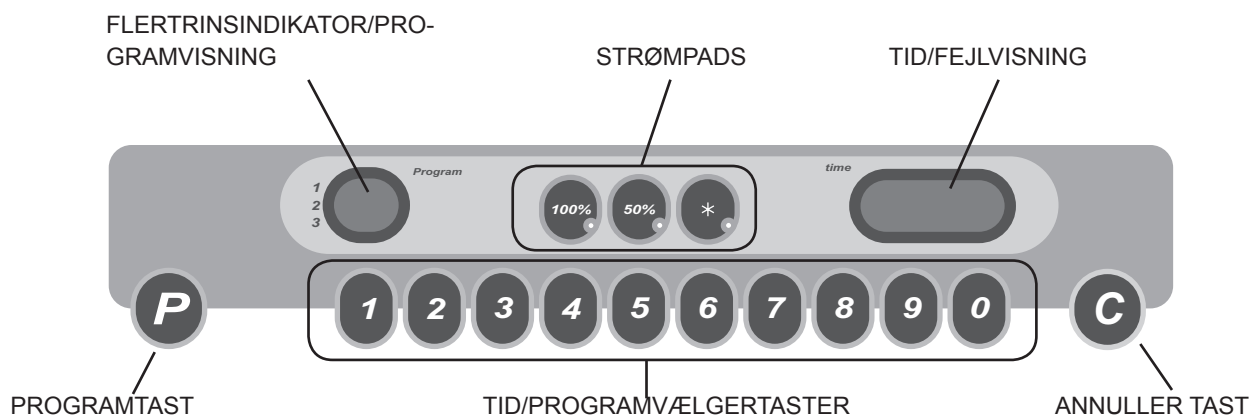 FLERTRINSINDIKATOR/PRO-
GRAMVISNING
STRØMPADS
TID/FEJLVISNING
Program
time
1
2
3
100%
50%
*
P
1 2 3 4 5 6 7 8 9 0
C
PROGRAMTAST
TID/PROGRAMVÆLGERTASTER
ANNULLER TAST